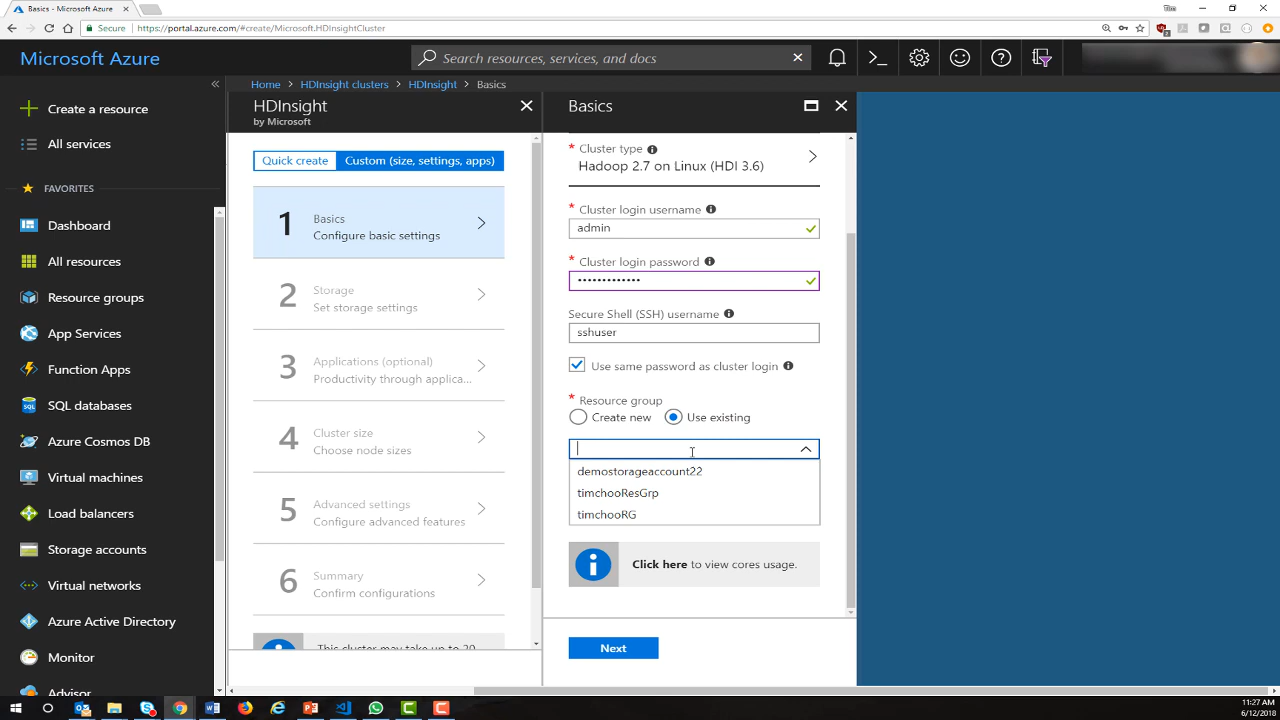 Basics - Microsoft Azure
Secure
https://portal.azure.com/#create/Microsoft.HDInsightCluster
Microsoft Azure
Search resources, services, and docs
Create a resource
All services
FAVORITES
Dashboard
All resources
Resource groups
App Services
Function Apps
SQL databases
Azure Cosmos DB
Virtual machines
Load balancers
Storage accounts
Virtual networks
Azure Active Directory
Monitor
Advisor
Home > HDInsight clusters > HDInsight > Basics
HDInsight
by Microsoft
Quick create
Custom (size, settings, apps)
1
Basics
Configure basic settings
2
Storage
Set storage settings
3
Applications (optional)
Productivity through applica...
4
Cluster size
Choose node sizes
5
Advanced settings
Configure advanced features
6
Summary
Confirm configurations
This cluster may take up to 20
Basics
* Cluster type
Hadoop 2.7 on Linux (HDI 3.6)
* Cluster login username
admin
* Cluster login password
•••••••••••••
Secure Shell (SSH) username
sshuser
Use same password as cluster login
* Resource group
Create new
Use existing
demostorageaccount22
timchooResGrp
timchooRG
Click here to view cores usage.
Next
11:27 AM
6/12/2018